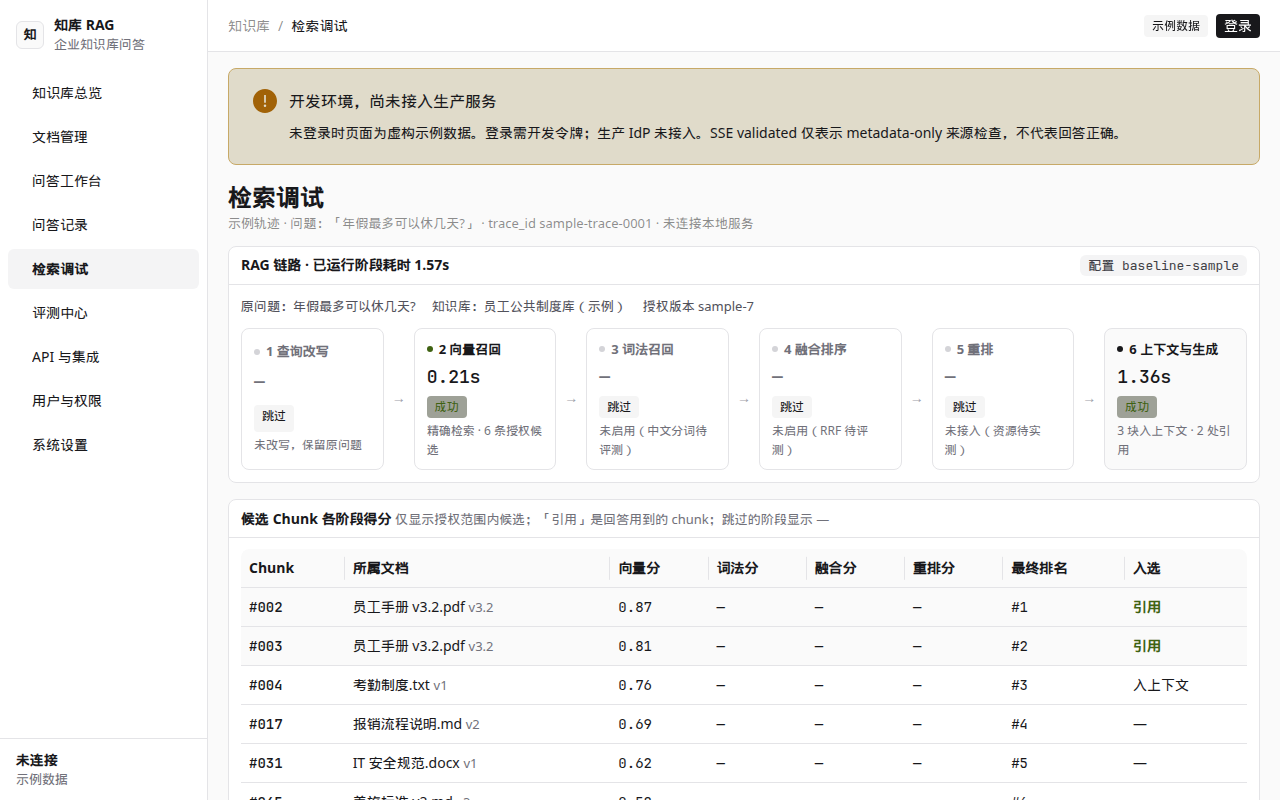 知
知库 RAG
企业知识库问答
知识库总览
文档管理
问答工作台
问答记录
检索调试
评测中心
API 与集成
用户与权限
系统设置
未连接
示例数据
知识库 / 检索调试
示例数据
登录
!
开发环境，尚未接入生产服务
未登录时页面为虚构示例数据。登录需开发令牌；生产 IdP 未接入。SSE validated 仅表示 metadata-only 来源检查，不代表回答正确。
检索调试
示例轨迹 · 问题：「年假最多可以休几天?」 · trace_id sample-trace-0001 · 未连接本地服务
RAG 链路 · 已运行阶段耗时 1.57s
配置 baseline-sample
原问题：年假最多可以休几天? 知识库：员工公共制度库（示例） 授权版本 sample-7
1 查询改写
—
跳过
未改写，保留原问题
→
2 向量召回
0.21s
成功
精确检索 · 6 条授权候
选
→
3 词法召回
—
跳过
未启用（中文分词待
评测）
→
4 融合排序
—
跳过
未启用（RRF 待评
测）
→
5 重排
—
跳过
未接入（资源待实
测）
→
6 上下文与生成
1.36s
成功
3 块入上下文 · 2 处引
用
候选 Chunk 各阶段得分 仅显示授权范围内候选；「引用」是回答用到的 chunk；跳过的阶段显示 —
Chunk 所属文档 向量分 词法分 融合分 重排分 最终排名 入选
#002 员工手册 v3.2.pdf v3.2 0.87 — — — #1 引用
#003 员工手册 v3.2.pdf v3.2 0.81 — — — #2 引用
#004 考勤制度.txt v1 0.76 — — — #3 入上下文
#017 报销流程说明.md v2 0.69 — — — #4 —
#031 IT 安全规范.docx v1 0.62 — — — #5 —